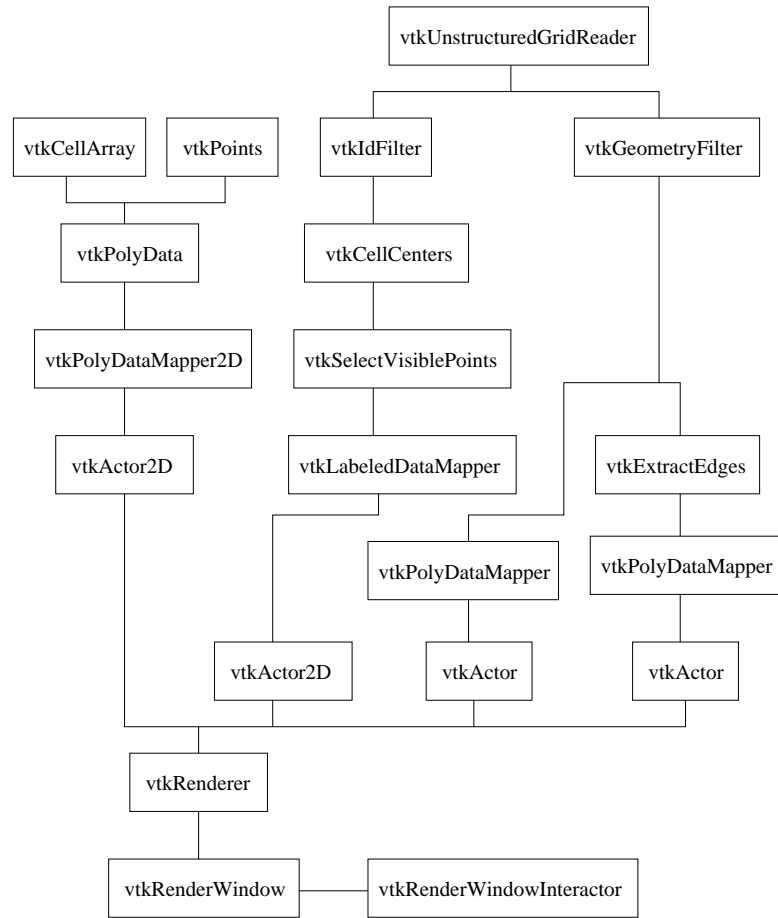 vtkUnstructuredGridReader
vtkCellArray
vtkPoints
vtkIdFilter
vtkGeometryFilter
vtkPolyData
vtkCellCenters
vtkPolyDataMapper2D
vtkSelectVisiblePoints
vtkActor2D
vtkLabeledDataMapper
vtkExtractEdges
vtkPolyDataMapper
vtkPolyDataMapper
vtkActor2D
vtkActor
vtkActor
vtkRenderer
vtkRenderWindow
vtkRenderWindowInteractor